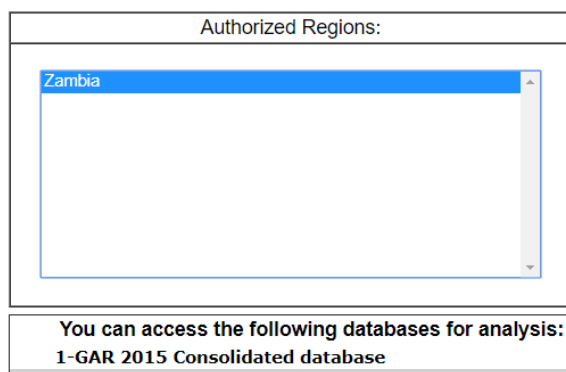 Authorized Regions:
Zambia
You can access the following databases for analysis:
1-GAR 2015 Consolidated database